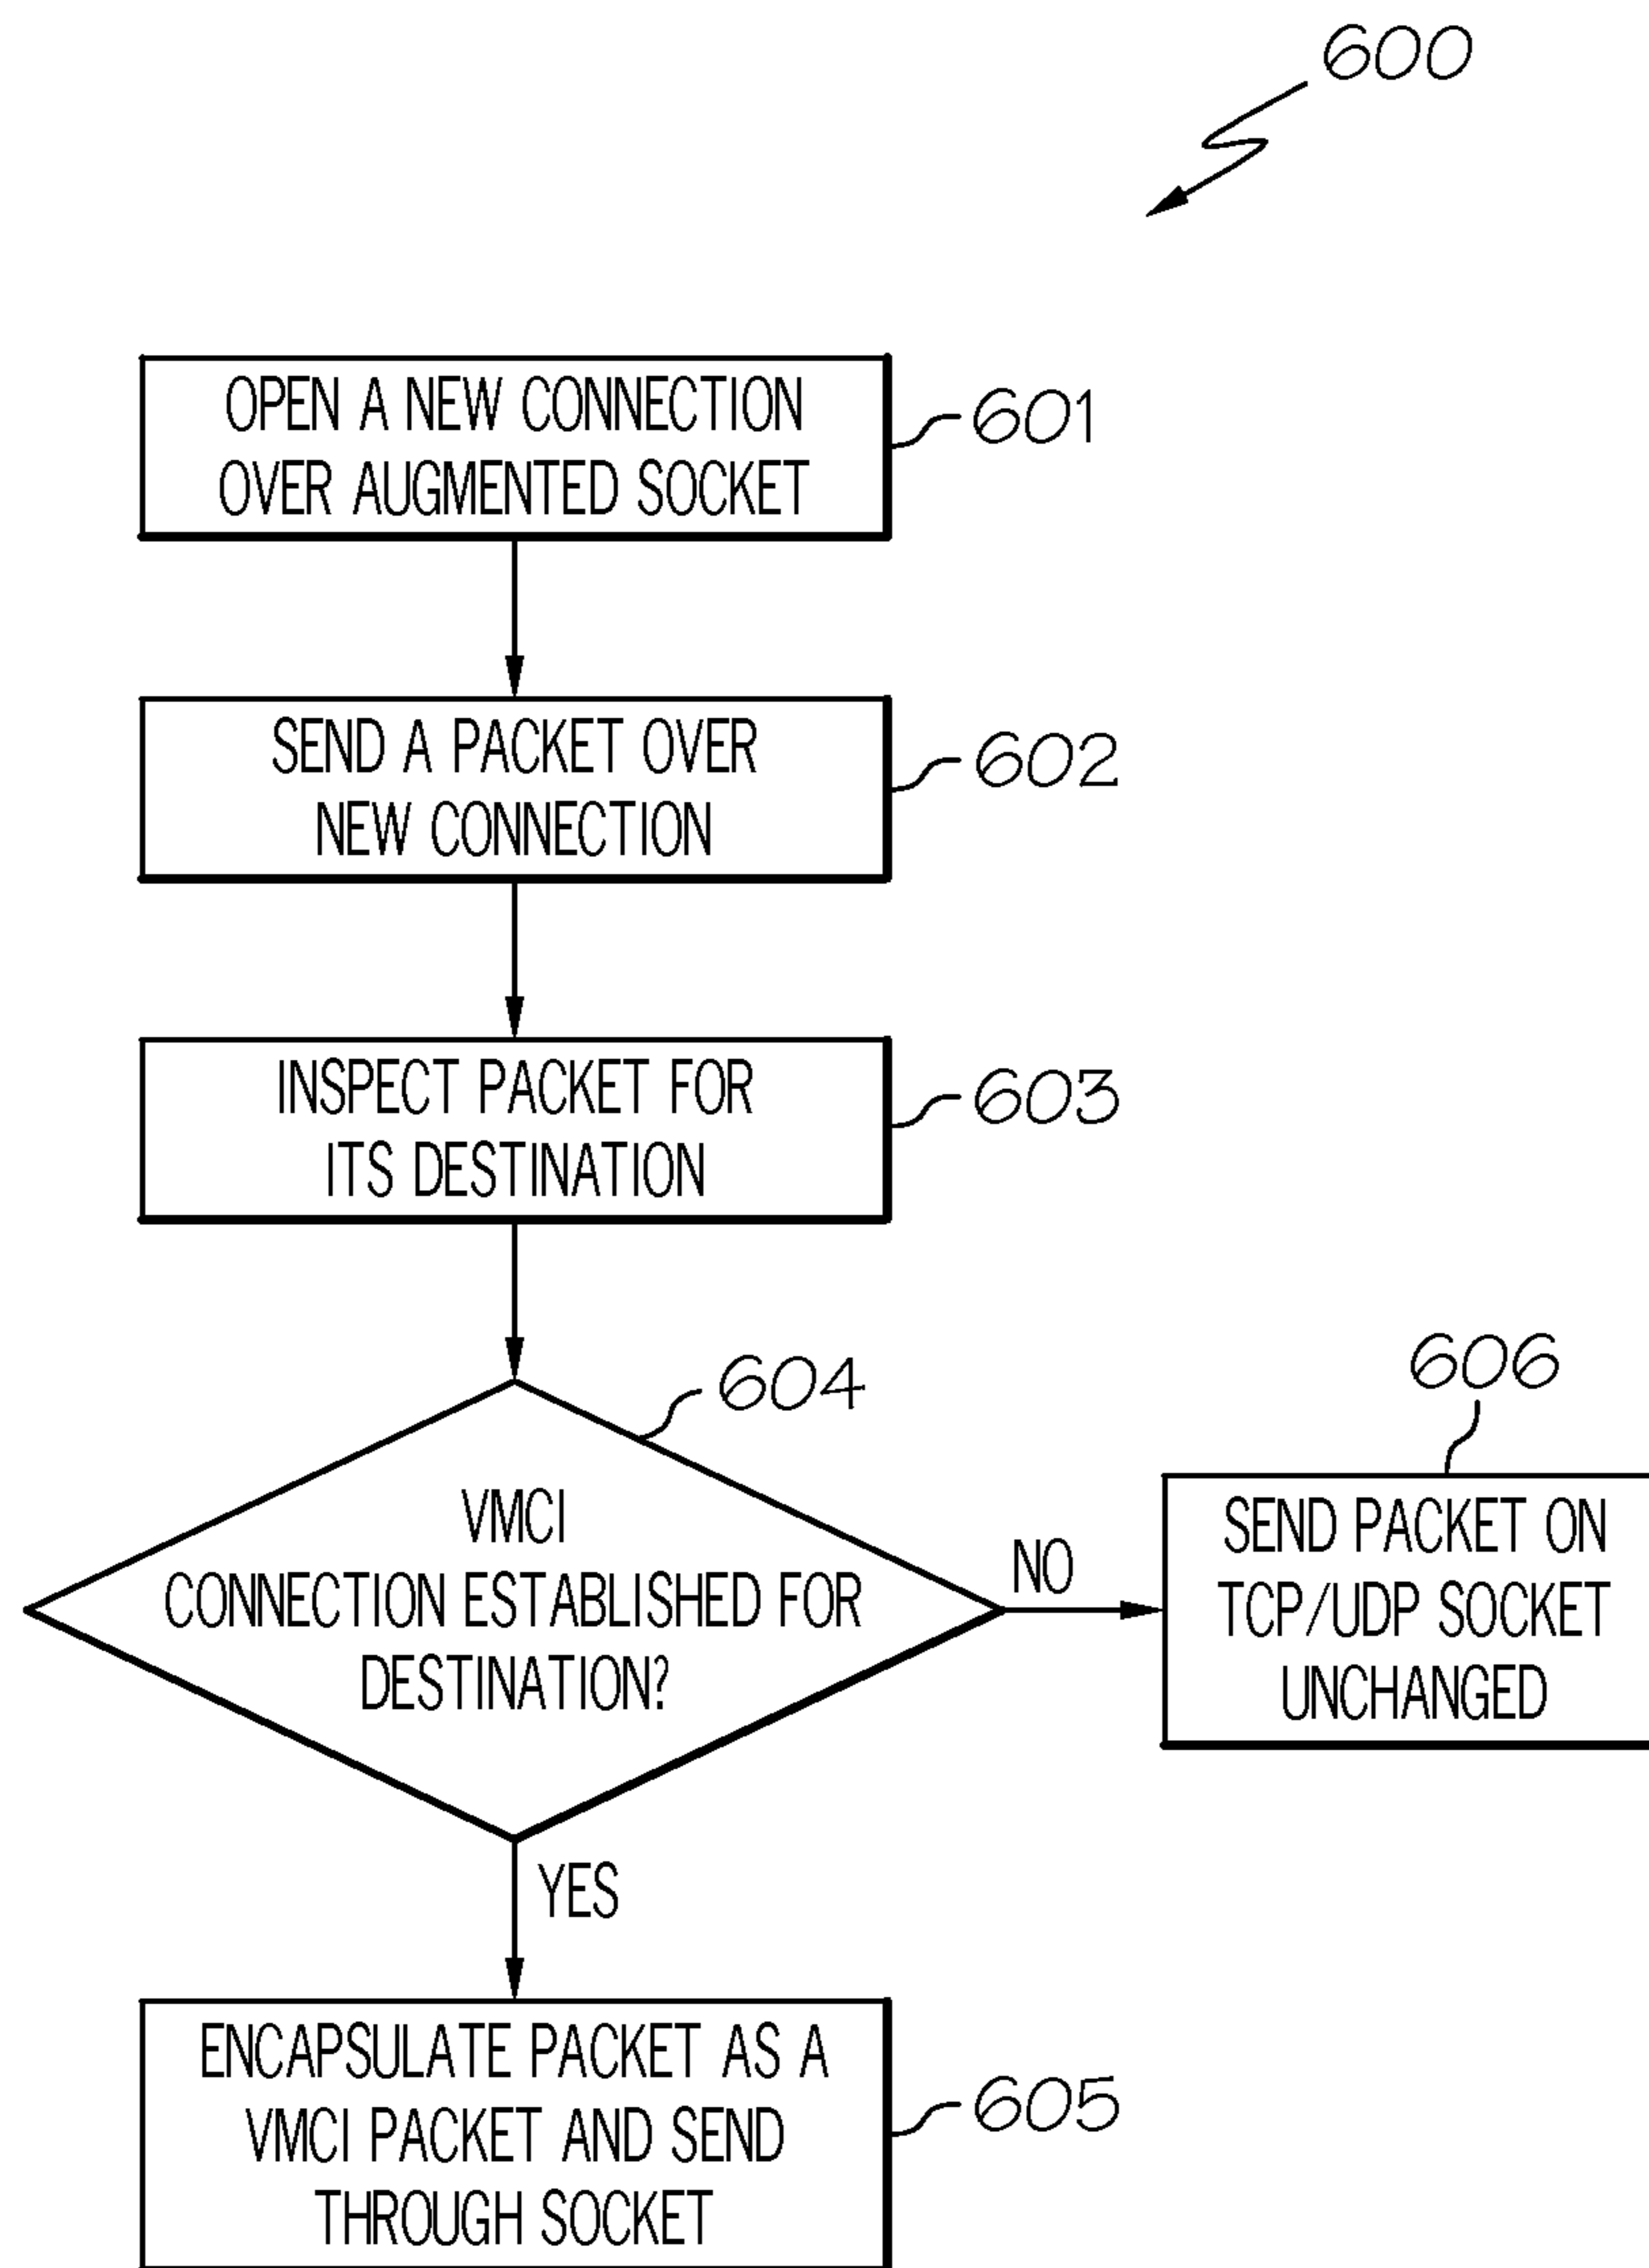 600
OPEN A NEW CONNECTION
OVER AUGMENTED SOCKET
601
SEND A PACKET OVER
NEW CONNECTION
602
INSPECT PACKET FOR
ITS DESTINATION
603
604
VMCI
CONNECTION ESTABLISHED FOR
DESTINATION?
NO
606
SEND PACKET ON
TCP/UDP SOCKET
UNCHANGED
YES
ENCAPSULATE PACKET AS A
VMCI PACKET AND SEND
THROUGH SOCKET
605